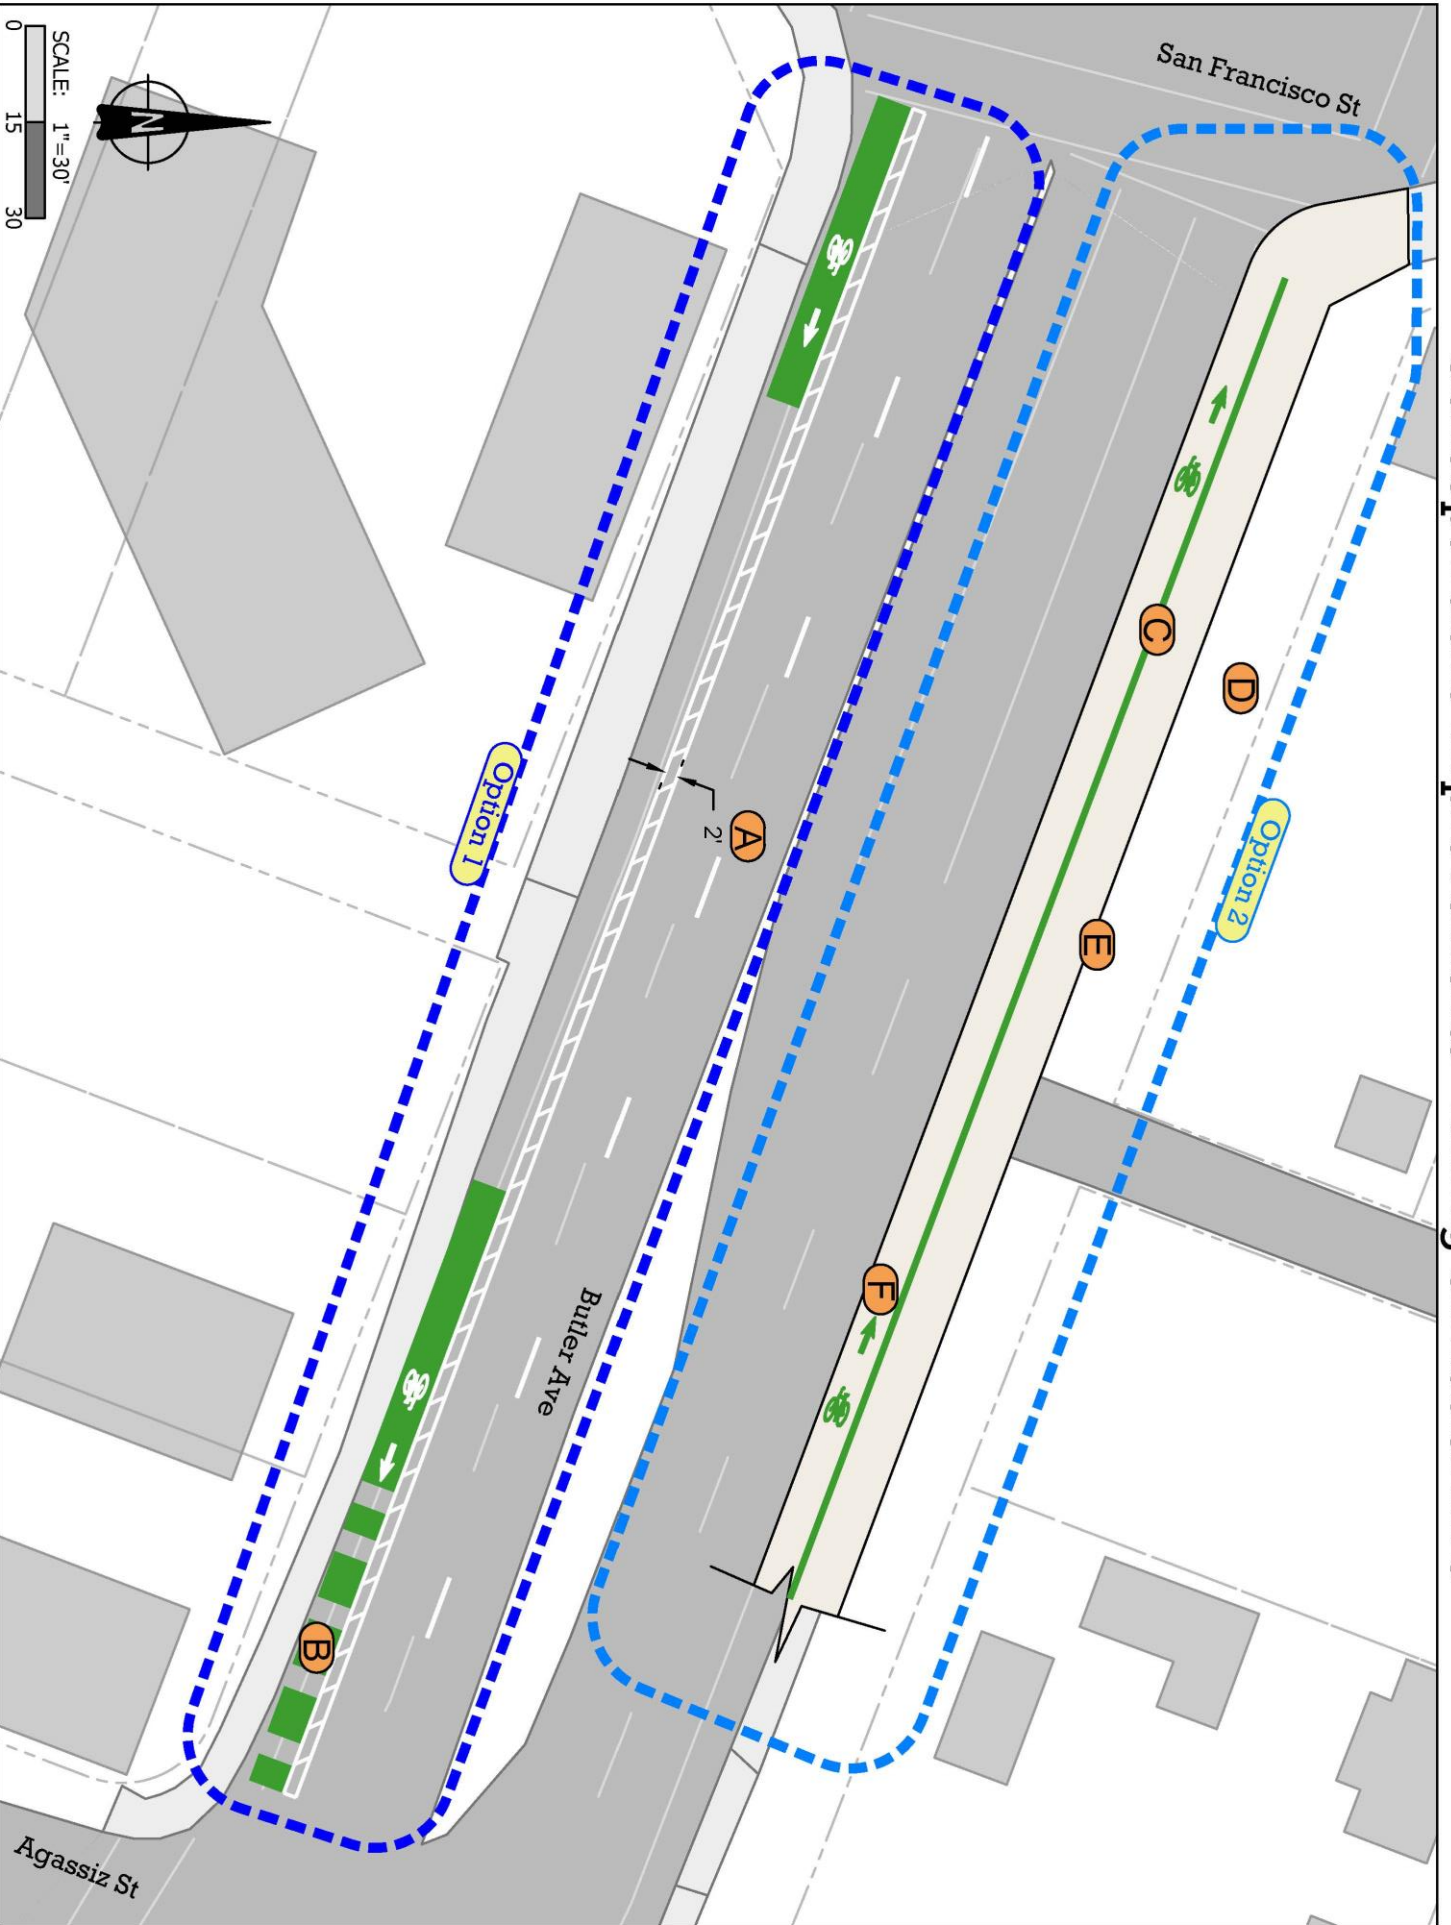 San Francisco St
SCALE: 1"=30'
0 15 30
N
C
D
Option 1
A
2'
Option 2
E
F
Butler Ave
B
Agassiz St